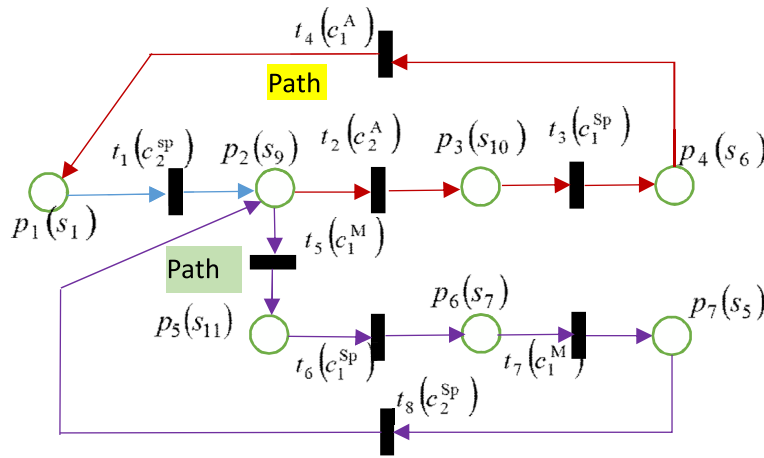 t₄(c₁ᴬ)
Path
t₁(c₂ˢᵖ)
p₂(s₉)
t₂(c₂ᴬ)
p₃(s₁₀)
t₃(c₁ˢᵖ)
p₄(s₆)
p₁(s₁)
t₅(c₁ᴹ)
Path
p₅(s₁₁)
p₆(s₇)
p₇(s₅)
t₆(c₁ˢᵖ)
t₇(c₁ᴹ)
t₈(c₂ˢᵖ)